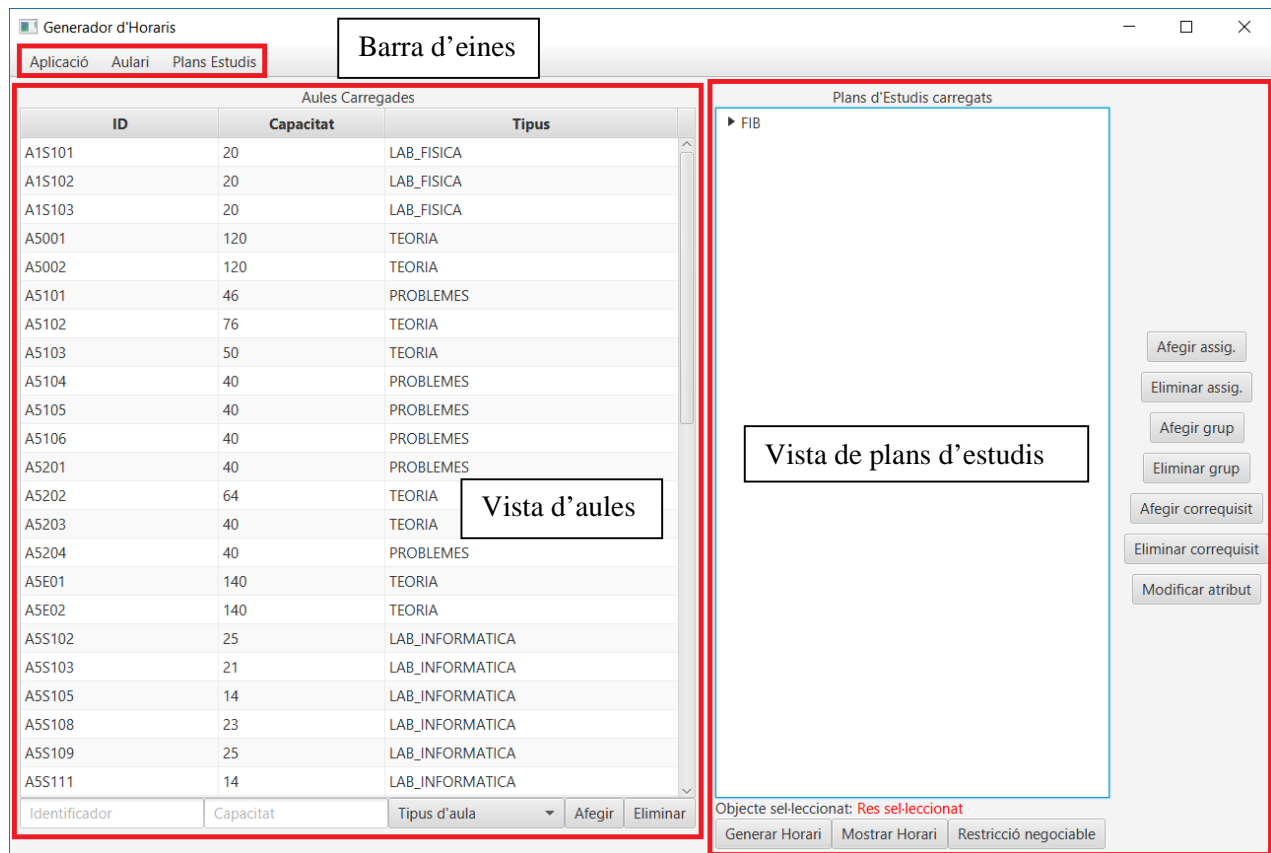 Generador d'Horaris
Barra d’eines
Aplicació Aulari Plans Estudis
Aules Carregades
ID Capacitat Tipus
A1S101 20 LAB_FISICA
A1S102 20 LAB_FISICA
A1S103 20 LAB_FISICA
A5001 120 TEORIA
A5002 120 TEORIA
A5101 46 PROBLEMES
A5102 76 TEORIA
A5103 50 TEORIA
A5104 40 PROBLEMES
A5105 40 PROBLEMES
A5106 40 PROBLEMES
A5201 40 PROBLEMES
A5202 64 TEORIA
A5203 40 TEORIA
A5204 40 PROBLEMES
A5E01 140 TEORIA
A5E02 140 TEORIA
A5S102 25 LAB_INFORMATICA
A5S103 21 LAB_INFORMATICA
A5S105 14 LAB_INFORMATICA
A5S108 23 LAB_INFORMATICA
A5S109 25 LAB_INFORMATICA
A5S111 14 LAB_INFORMATICA
Vista d’aules
Identificador Capacitat Tipus d'aula Afegir Eliminar
Plans d'Estudis carregats
FIB
Vista de plans d’estudis
Afegir assig.
Eliminar assig.
Afegir grup
Eliminar grup
Afegir correquisit
Eliminar correquisit
Modificar atribut
Objecte sel·leccionat: Res sel·leccionat
Generar Horari Mostrar Horari Restricció negociable